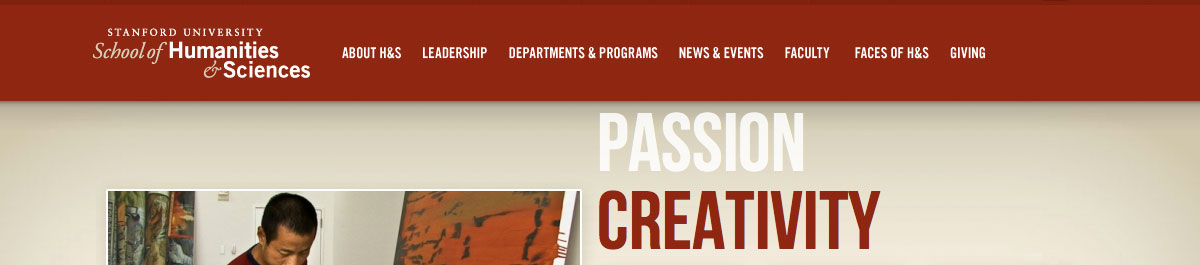 STANFORD UNIVERSITY
School of Humanities
& Sciences
ABOUT H&S LEADERSHIP DEPARTMENTS & PROGRAMS NEWS & EVENTS FACULTY FACES OF H&S GIVING
PASSION
CREATIVITY